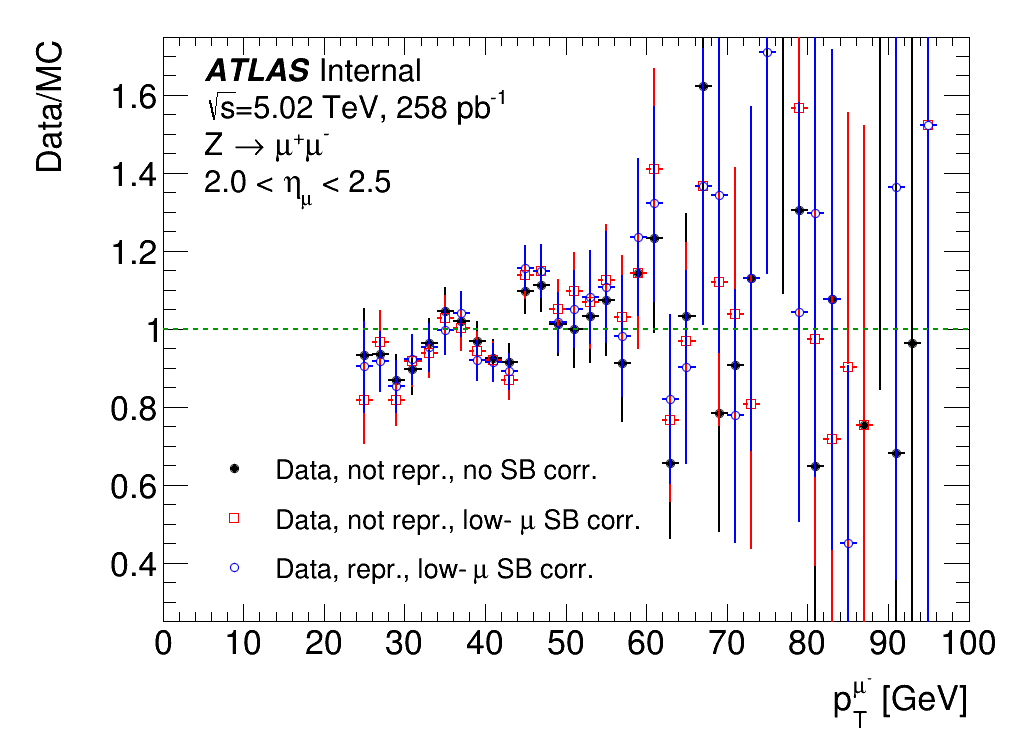 Data/MC
ATLAS Internal
√s=5.02 TeV, 258 pb⁻¹
Z → μ⁺μ⁻
2.0 < η_μ < 2.5
1.6
1.4
1.2
1
0.8
0.6
0.4
Data, not repr., no SB corr.
Data, not repr., low- μ SB corr.
Data, repr., low- μ SB corr.
0 10 20 30 40 50 60 70 80 90 100
p_T^μ⁻ [GeV]